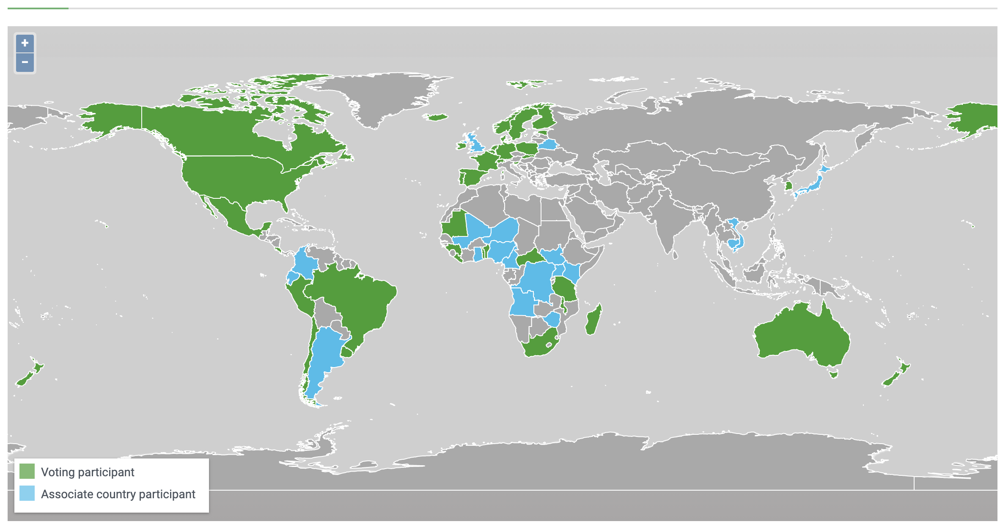 +
−
Voting participant
Associate country participant